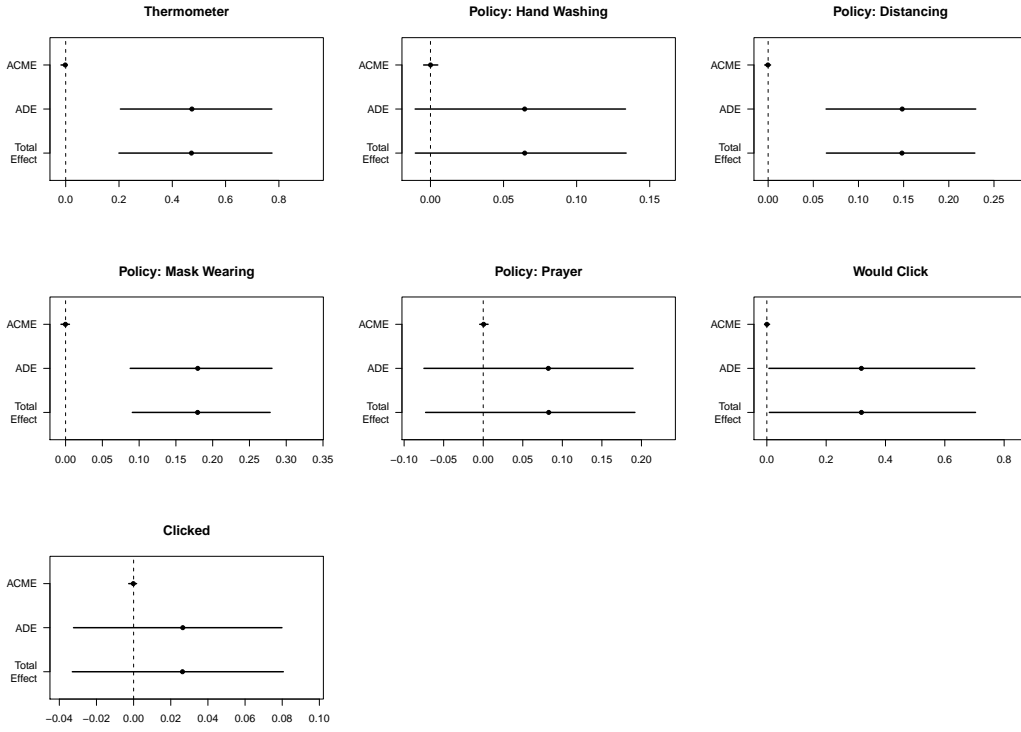 Thermometer
ACME
ADE
Total
Effect
0.0 0.2 0.4 0.6 0.8
Policy: Hand Washing
ACME
ADE
Total
Effect
0.00 0.05 0.10 0.15
Policy: Distancing
ACME
ADE
Total
Effect
0.00 0.05 0.10 0.15 0.20 0.25
Policy: Mask Wearing
ACME
ADE
Total
Effect
0.00 0.05 0.10 0.15 0.20 0.25 0.30 0.35
Policy: Prayer
ACME
ADE
Total
Effect
−0.10 −0.05 0.00 0.05 0.10 0.15 0.20
Would Click
ACME
ADE
Total
Effect
0.0 0.2 0.4 0.6 0.8
Clicked
ACME
ADE
Total
Effect
−0.04 −0.02 0.00 0.02 0.04 0.06 0.08 0.10